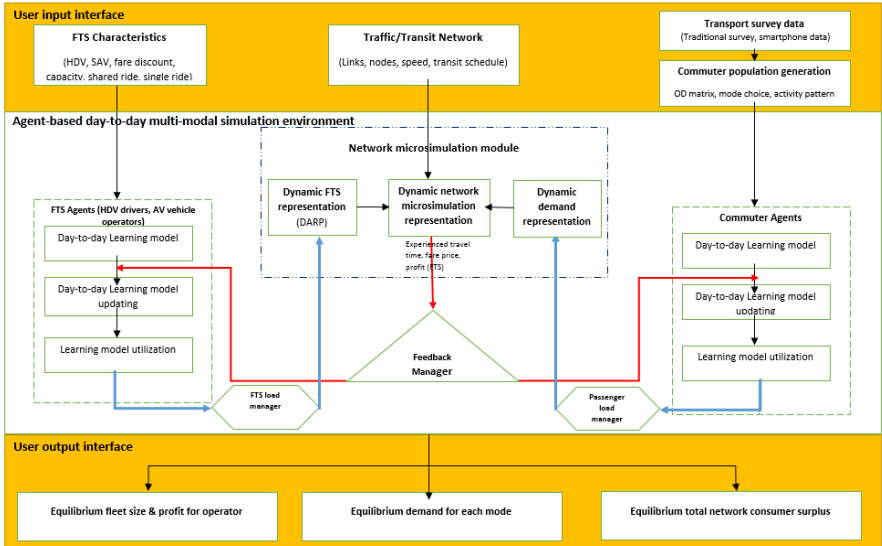 User input interface
FTS Characteristics
(HDV, SAV, fare discount,
capacity, shared ride, single ride)
Traffic/Transit Network
(Links, nodes, speed, transit schedule)
Transport survey data
(Traditional survey, smartphone data)
Commuter population generation
OD matrix, mode choice, activity pattern
Agent-based day-to-day multi-modal simulation environment
Network microsimulation module
Dynamic FTS
representation
(DARP)
Dynamic network
microsimulation
representation
Dynamic
demand
representation
Experienced travel
time, fare price,
profit (FTS)
FTS Agents (HDV drivers, AV vehicle
operators)
Day-to-day Learning model
Day-to-day Learning model
updating
Learning model utilization
Commuter Agents
Day-to-day Learning model
Day-to-day Learning model
updating
Learning model utilization
Feedback
Manager
FTS load
manager
Passenger
load
manager
User output interface
Equilibrium fleet size & profit for operator
Equilibrium demand for each mode
Equilibrium total network consumer surplus